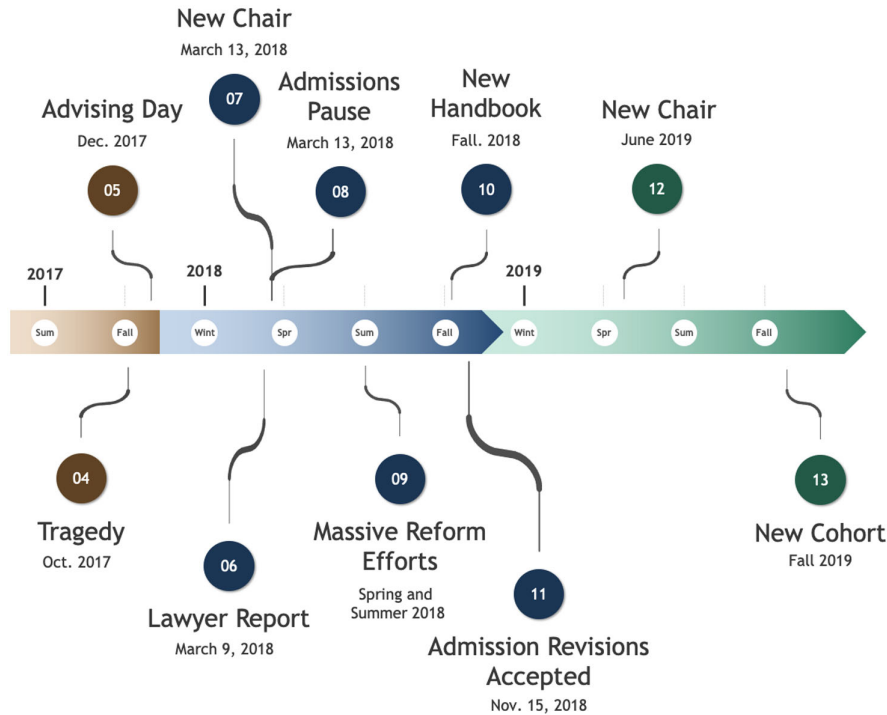 New Chair
March 13, 2018
07
Admissions
Pause
March 13, 2018
08
New
Handbook
Fall. 2018
10
Advising Day
Dec. 2017
05
New Chair
June 2019
12
2017
2018
2019
Sum
Fall
Wint
Spr
Sum
Fall
Wint
Spr
Sum
Fall
04
Tragedy
Oct. 2017
06
Lawyer Report
March 9, 2018
09
Massive Reform
Efforts
Spring and
Summer 2018
11
Admission Revisions
Accepted
Nov. 15, 2018
13
New Cohort
Fall 2019